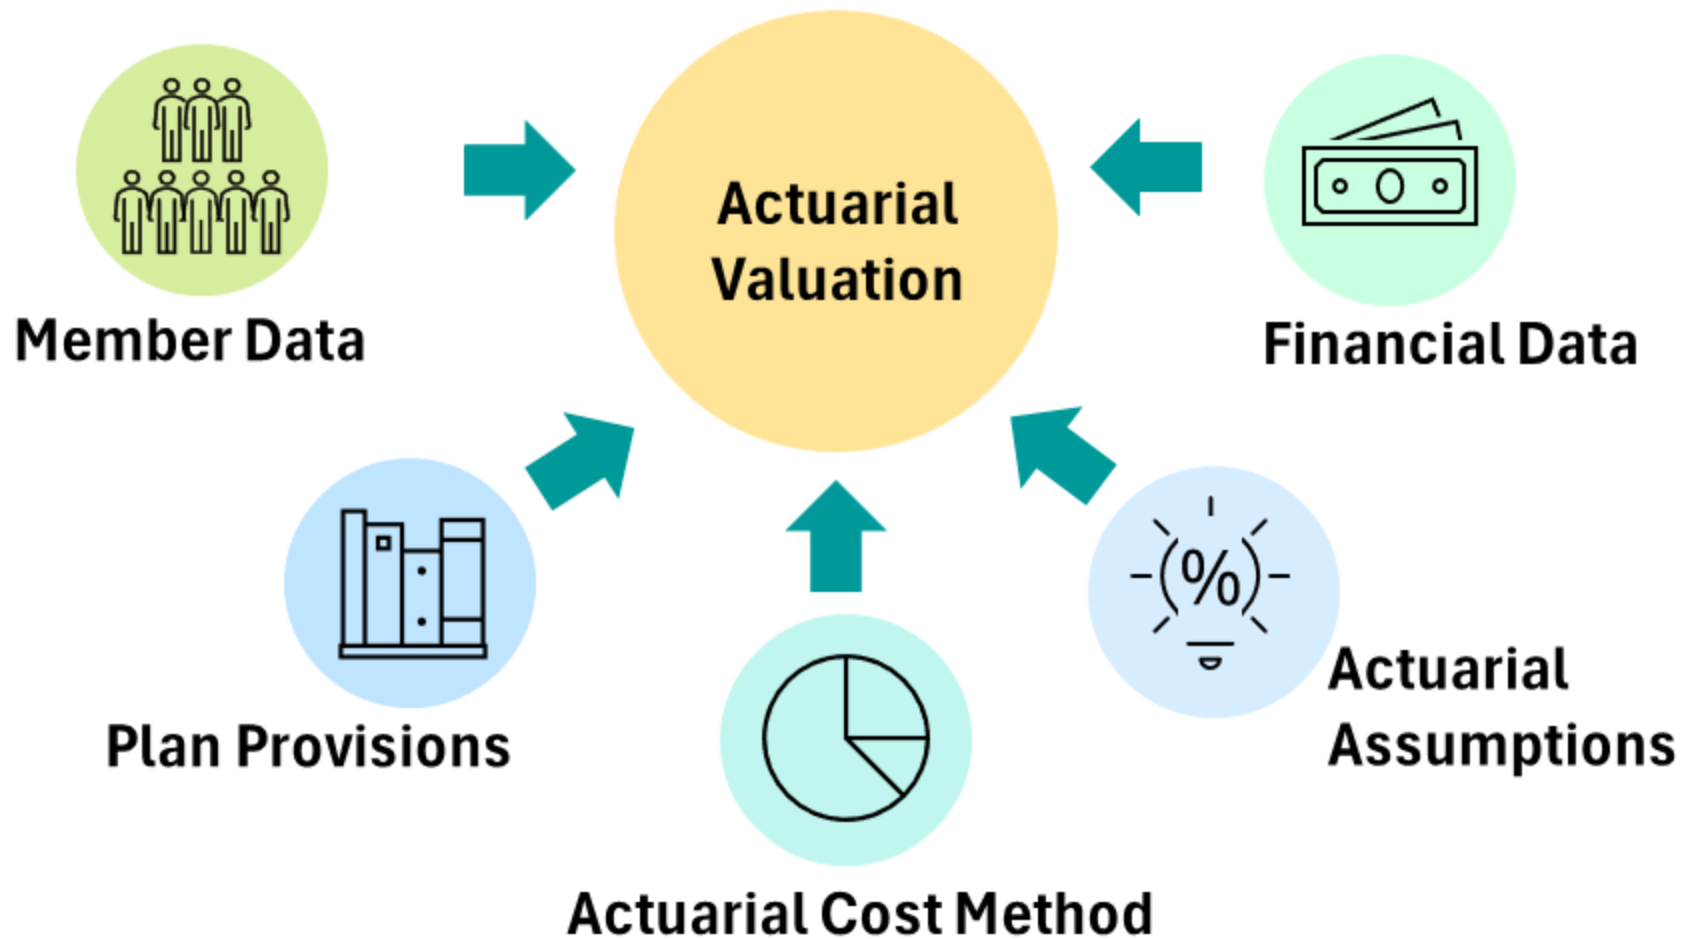 Actuarial
Valuation
Member Data
Financial Data
%
Plan Provisions
Actuarial
Assumptions
Actuarial Cost Method